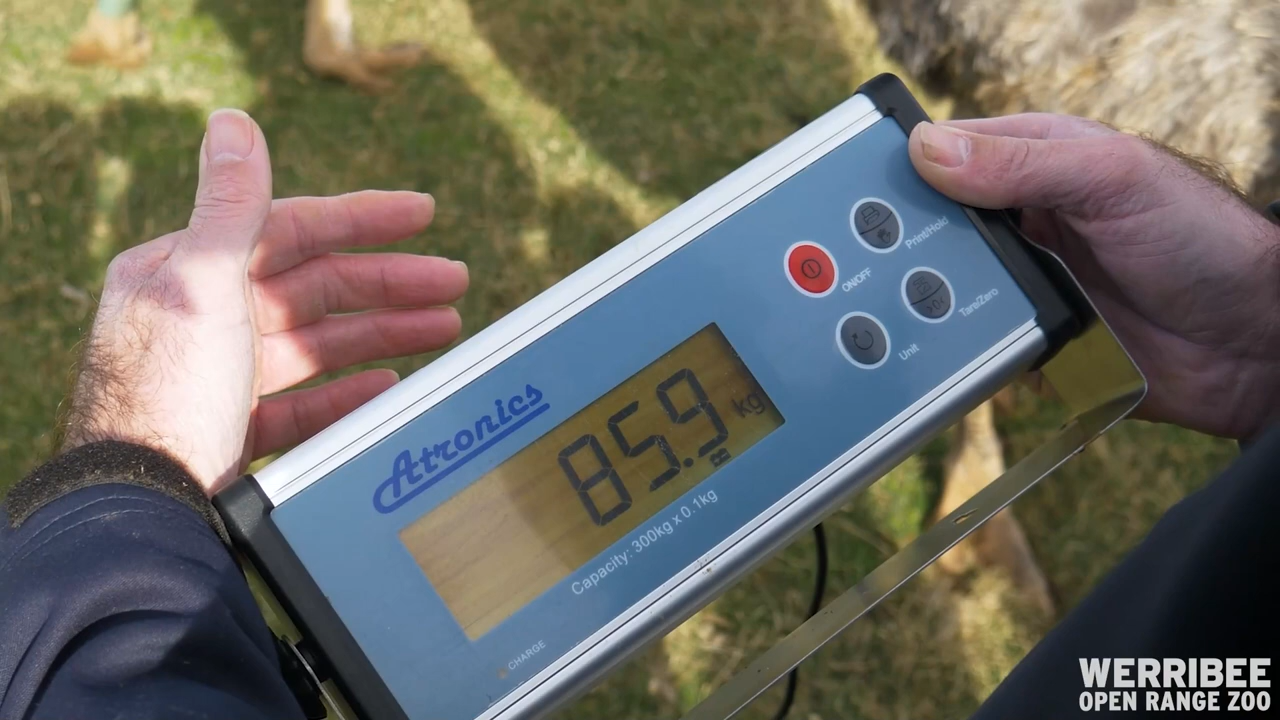 Print/Hold
ON/OFF
Tare/Zero
Unit
Atronics
85.9 kg
Capacity: 300kg x 0.1kg
CHARGE
WERRIBEE
OPEN RANGE ZOO